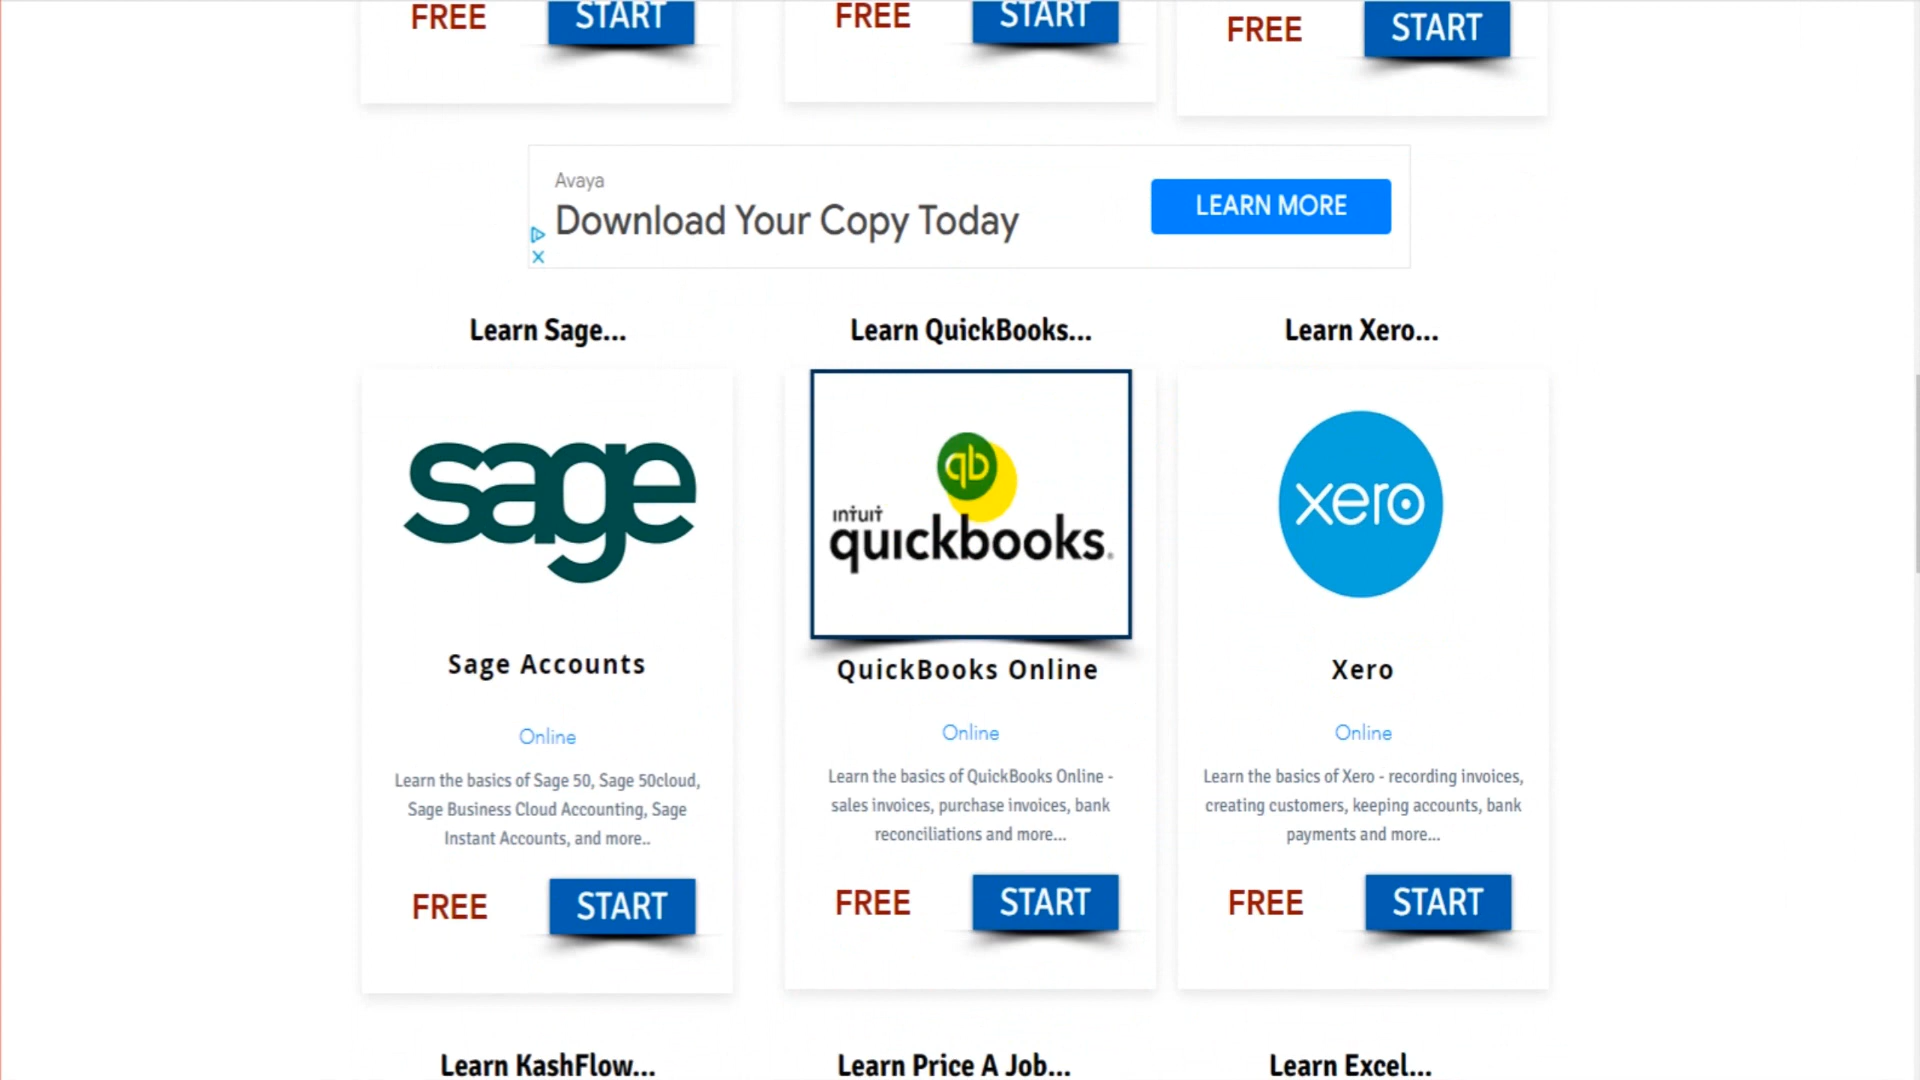 FREE START FREE START FREE START
Avaya
Download Your Copy Today
LEARN MORE
Learn Sage... Learn QuickBooks... Learn Xero...
sage
intuit
quickbooks.
xero
Sage Accounts
Online
Learn the basics of Sage 50, Sage 50cloud,
Sage Business Cloud Accounting, Sage
Instant Accounts, and more..
FREE START
QuickBooks Online
Online
Learn the basics of QuickBooks Online -
sales invoices, purchase invoices, bank
reconciliations and more...
FREE START
Xero
Online
Learn the basics of Xero - recording invoices,
creating customers, keeping accounts, bank
payments and more...
FREE START
Learn KashFlow... Learn Price A Job... Learn Excel...